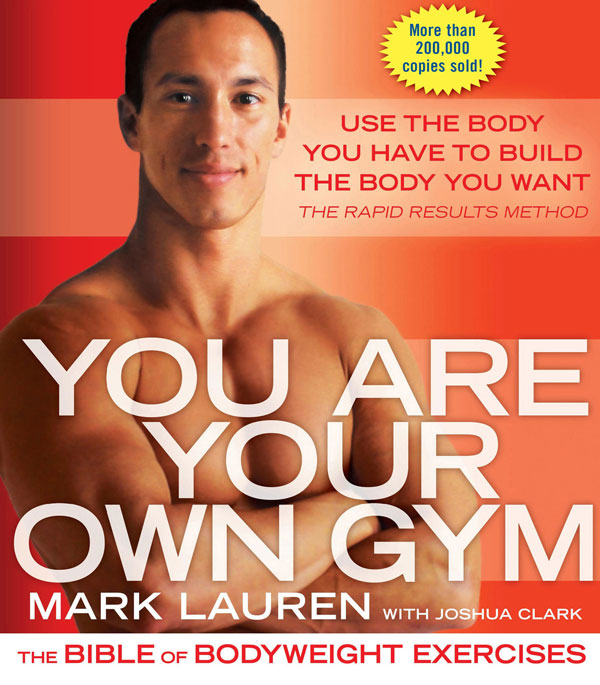 More than
200,000
copies sold!
USE THE BODY
YOU HAVE TO BUILD
THE BODY YOU WANT
THE RAPID RESULTS METHOD
YOU ARE
YOUR
OWN GYM
MARK LAUREN WITH JOSHUA CLARK
THE BIBLE OF BODYWEIGHT EXERCISES